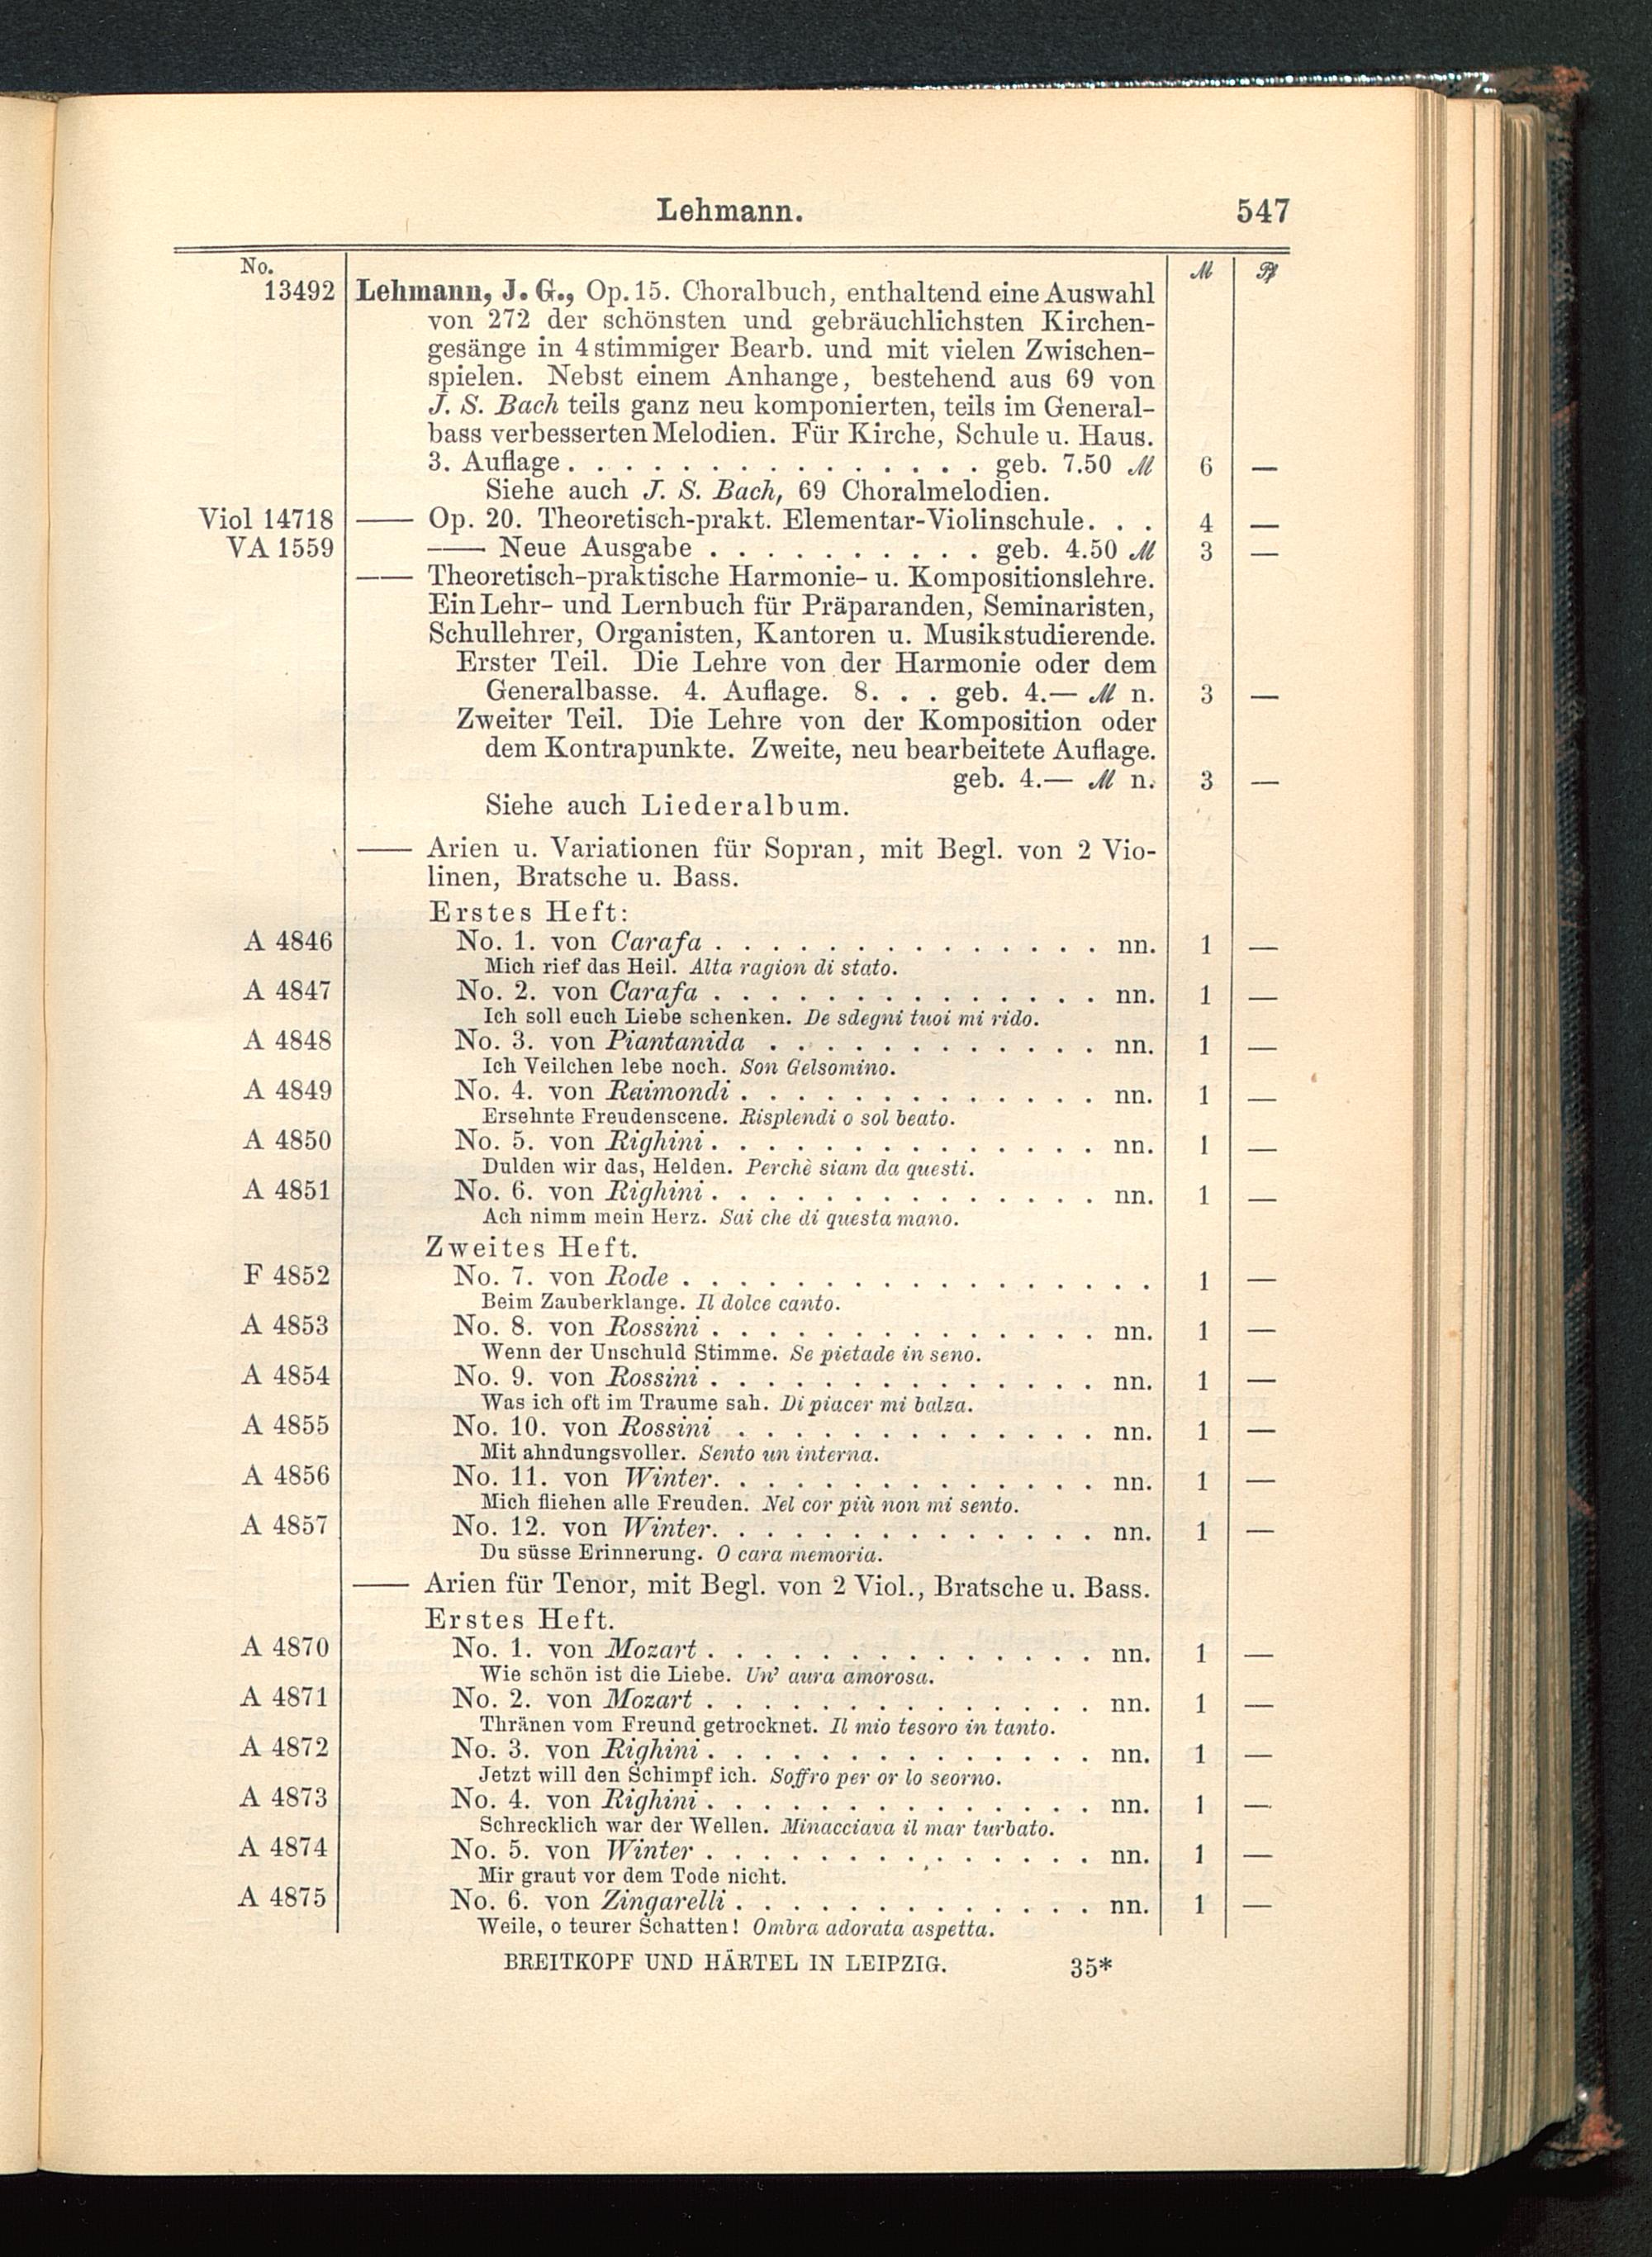 Lehmann. 547
No. ℳ ₰
13492 Lehmann, J. G., Op. 15. Choralbuch, enthaltend eine Auswahl
von 272 der schönsten und gebräuchlichsten Kirchen-
gesänge in 4stimmiger Bearb. und mit vielen Zwischen-
spielen. Nebst einem Anhange, bestehend aus 69 von
J. S. Bach teils ganz neu komponierten, teils im General-
bass verbesserten Melodien. Für Kirche, Schule u. Haus.
3. Auflage. . . . . . . . . . . . . . . geb. 7.50 ℳ 6 —
Siehe auch J. S. Bach, 69 Choralmelodien.
Viol 14718 —— Op. 20. Theoretisch-prakt. Elementar-Violinschule. . . 4 —
VA 1559 —— Neue Ausgabe . . . . . . . . . . geb. 4.50 ℳ 3 —
—— Theoretisch-praktische Harmonie- u. Kompositionslehre.
Ein Lehr- und Lernbuch für Präparanden, Seminaristen,
Schullehrer, Organisten, Kantoren u. Musikstudierende.
Erster Teil. Die Lehre von der Harmonie oder dem
Generalbasse. 4. Auflage. 8. . . geb. 4.— ℳ n. 3 —
Zweiter Teil. Die Lehre von der Komposition oder
dem Kontrapunkte. Zweite, neu bearbeitete Auflage.
geb. 4.— ℳ n. 3 —
Siehe auch Liederalbum.
—— Arien u. Variationen für Sopran, mit Begl. von 2 Vio-
linen, Bratsche u. Bass.
Erstes Heft:
A 4846 No. 1. von Carafa . . . . . . . . . . . . . . nn. 1 —
Mich rief das Heil. Alta ragion di stato.
A 4847 No. 2. von Carafa . . . . . . . . . . . . . . nn. 1 —
Ich soll euch Liebe schenken. De sdegni tuoi mi rido.
A 4848 No. 3. von Piantanida . . . . . . . . . . . . nn. 1 —
Ich Veilchen lebe noch. Son Gelsomino.
A 4849 No. 4. von Raimondi . . . . . . . . . . . . . nn. 1 —
Ersehnte Freudenscene. Risplendi o sol beato.
A 4850 No. 5. von Righini . . . . . . . . . . . . . . nn. 1 —
Dulden wir das, Helden. Perchè siam da questi.
A 4851 No. 6. von Righini . . . . . . . . . . . . . . nn. 1 —
Ach nimm mein Herz. Sai che di questa mano.
Zweites Heft.
F 4852 No. 7. von Rode . . . . . . . . . . . . . . . . . 1 —
Beim Zauberklange. Il dolce canto.
A 4853 No. 8. von Rossini . . . . . . . . . . . . . . nn. 1 —
Wenn der Unschuld Stimme. Se pietade in seno.
A 4854 No. 9. von Rossini . . . . . . . . . . . . . . nn. 1 —
Was ich oft im Traume sah. Di piacer mi balza.
A 4855 No. 10. von Rossini . . . . . . . . . . . . . nn. 1 —
Mit ahndungsvoller. Sento un interna.
A 4856 No. 11. von Winter. . . . . . . . . . . . . . nn. 1 —
Mich fliehen alle Freuden. Nel cor più non mi sento.
A 4857 No. 12. von Winter. . . . . . . . . . . . . . nn. 1 —
Du süsse Erinnerung. O cara memoria.
—— Arien für Tenor, mit Begl. von 2 Viol., Bratsche u. Bass.
Erstes Heft.
A 4870 No. 1. von Mozart . . . . . . . . . . . . . . nn. 1 —
Wie schön ist die Liebe. Un' aura amorosa.
A 4871 No. 2. von Mozart . . . . . . . . . . . . . . nn. 1 —
Thränen vom Freund getrocknet. Il mio tesoro in tanto.
A 4872 No. 3. von Righini . . . . . . . . . . . . . . nn. 1 —
Jetzt will den Schimpf ich. Soffro per or lo seorno.
A 4873 No. 4. von Righini . . . . . . . . . . . . . . nn. 1 —
Schrecklich war der Wellen. Minacciava il mar turbato.
A 4874 No. 5. von Winter . . . . . . . . . . . . . . nn. 1 —
Mir graut vor dem Tode nicht.
A 4875 No. 6. von Zingarelli . . . . . . . . . . . . . nn. 1 —
Weile, o teurer Schatten! Ombra adorata aspetta.
BREITKOPF UND HÄRTEL IN LEIPZIG. 35*